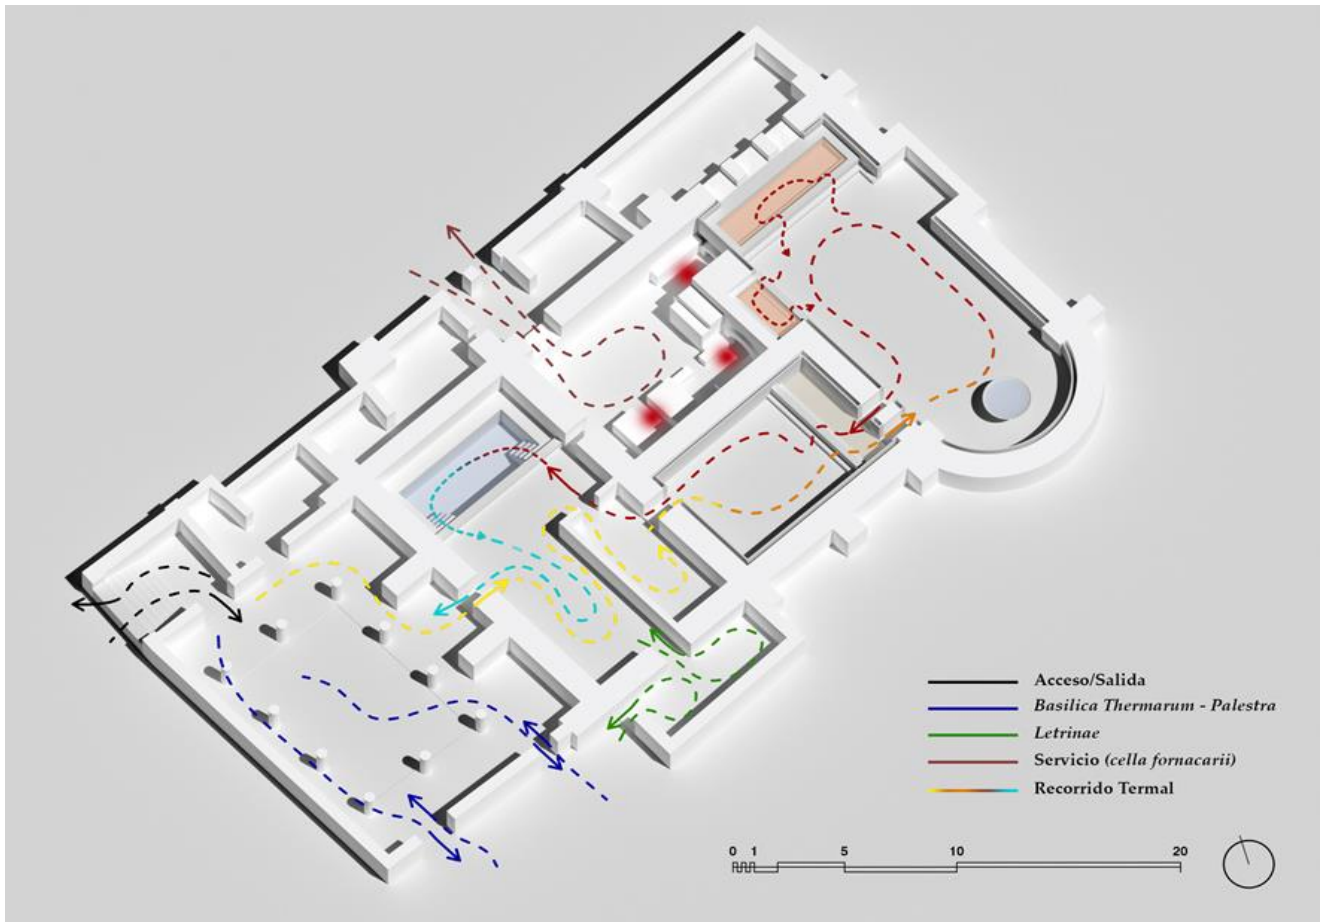 Acceso/Salida
Basilica Thermarum - Palestra
Letrinae
Servicio (cella fornacarii)
Recorrido Termal
0 1 5 10 20